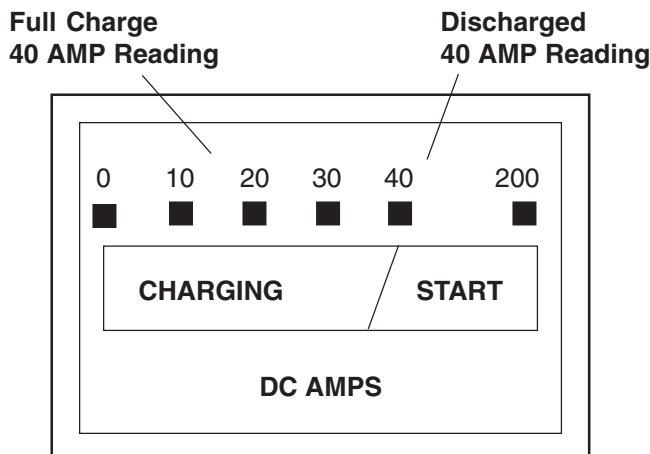 Full Charge
40 AMP Reading
Discharged
40 AMP Reading
0 10 20 30 40 200
CHARGING START
DC AMPS